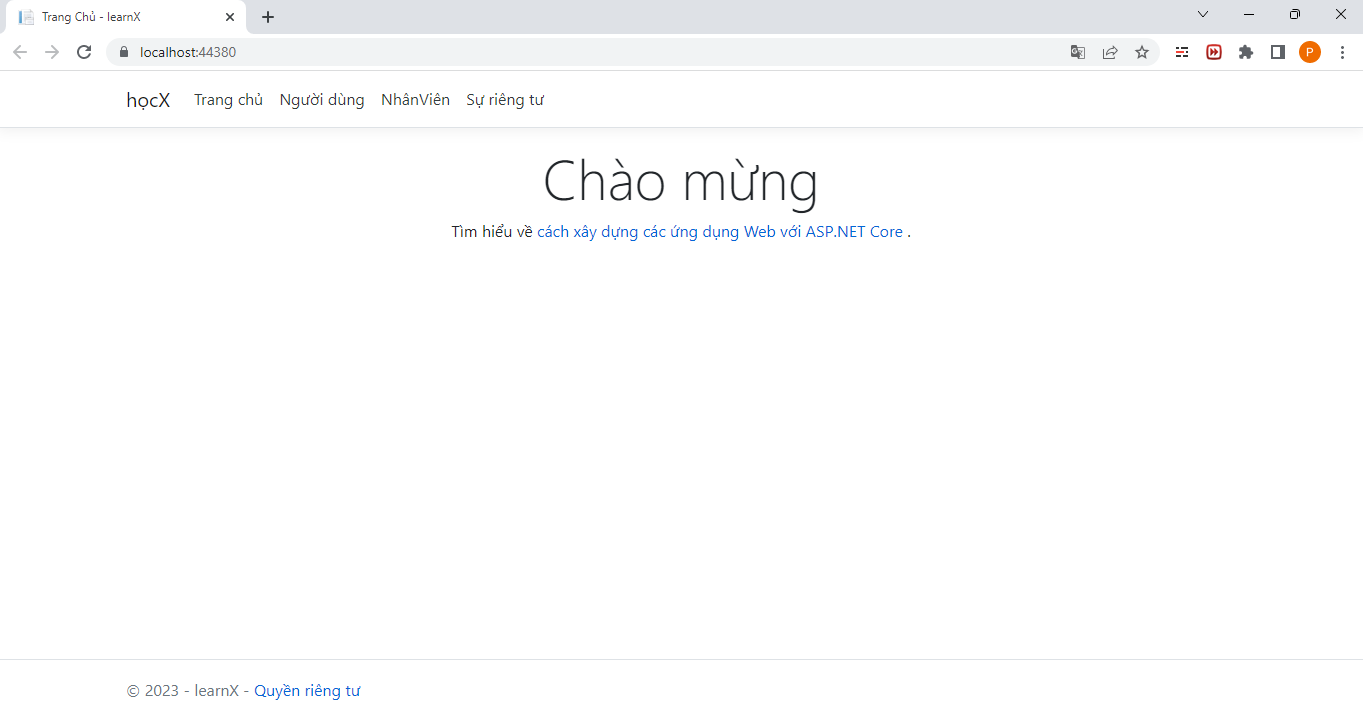 Trang Chủ - learnX
localhost:44380
P
họcX Trang chủ Người dùng NhânViên Sự riêng tư
Chào mừng
Tìm hiểu về cách xây dựng các ứng dụng Web với ASP.NET Core .
© 2023 - learnX - Quyền riêng tư